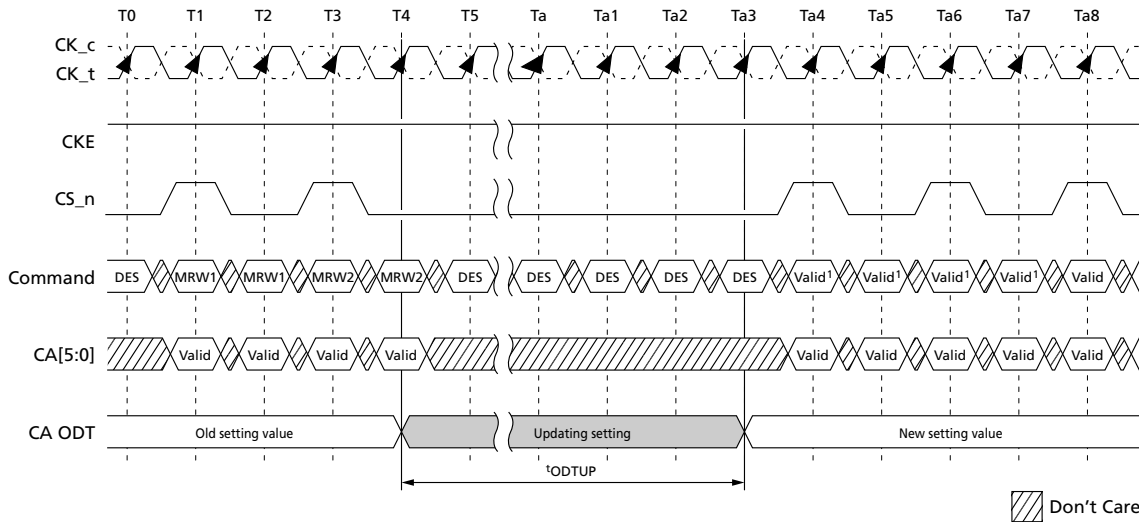 T0 T1 T2 T3 T4 T5 Ta Ta1 Ta2 Ta3 Ta4 Ta5 Ta6 Ta7 Ta8
CK_c
CK_t
CKE
CS_n
Command DES MRW1 MRW1 MRW2 MRW2 DES DES DES DES DES Valid¹ Valid¹ Valid¹ Valid¹ Valid
CA[5:0] Valid Valid Valid Valid Valid Valid Valid Valid Valid
CA ODT Old setting value Updating setting New setting value
ᵗODTUP
Don't Care